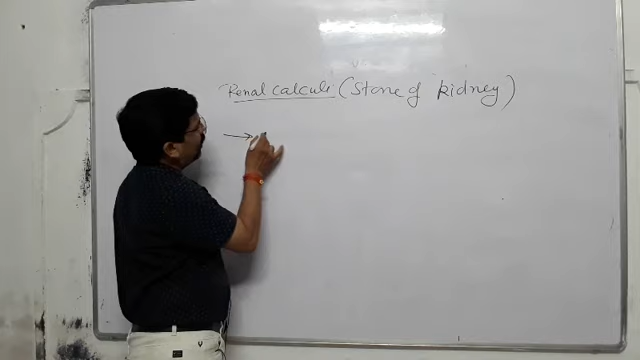 Renal calculi (Stone of kidney)
→